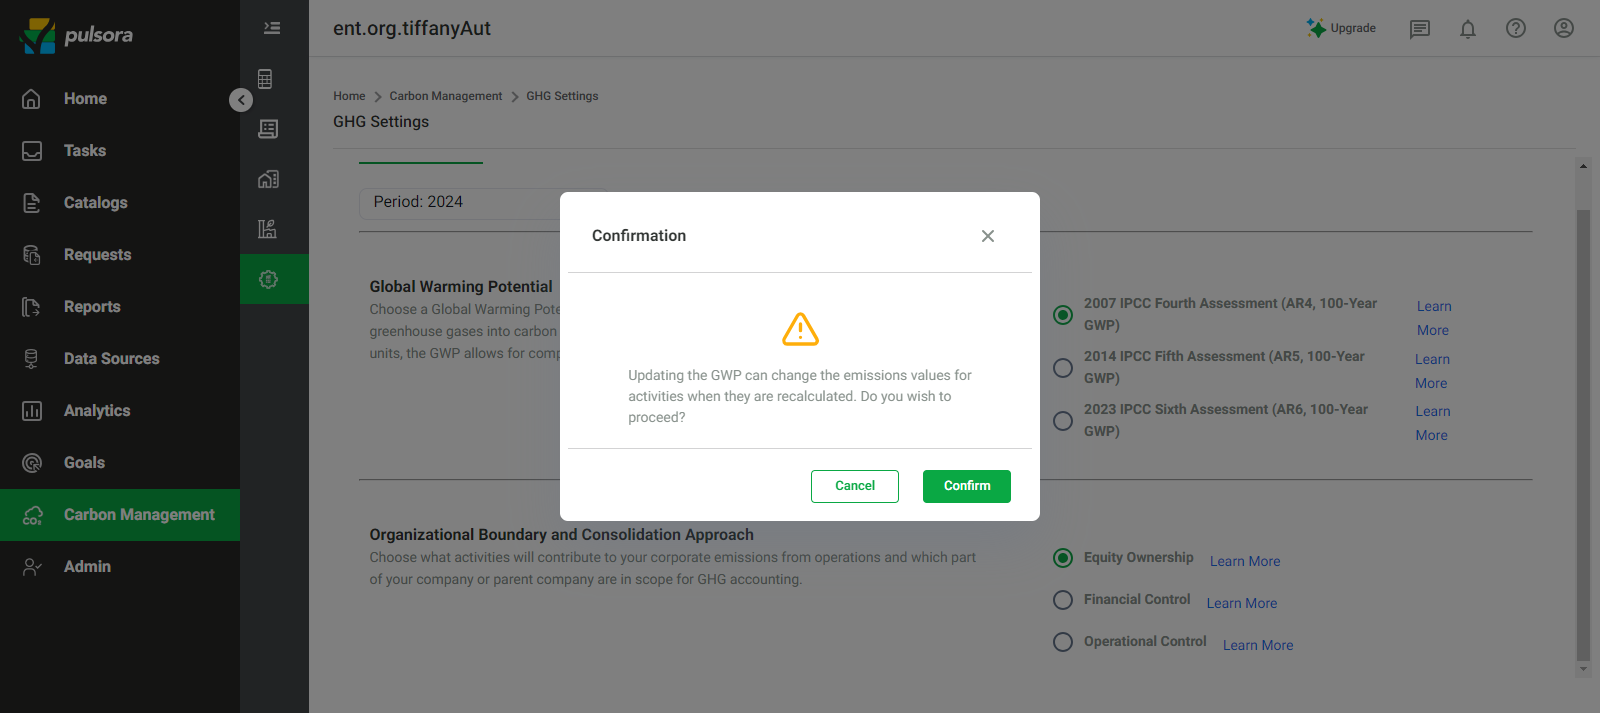 pulsora
ent.org.tiffanyAut
Upgrade
Home
Tasks
Catalogs
Requests
Reports
Data Sources
Analytics
Goals
Carbon Management
Admin
Home > Carbon Management > GHG Settings
GHG Settings
Period: 2024
Global Warming Potential
Choose a Global Warming
greenhouse gases into carbon
units, the GWP allows for
2007 IPCC Fourth Assessment (AR4, 100-Year
GWP)
Learn
More
2014 IPCC Fifth Assessment (AR5, 100-Year
GWP)
Learn
More
2023 IPCC Sixth Assessment (AR6, 100-Year
GWP)
Learn
More
Confirmation
Updating the GWP can change the emissions values for
activities when they are recalculated. Do you wish to
proceed?
Cancel
Confirm
Organizational Boundary and Consolidation Approach
Choose what activities will contribute to your corporate emissions from operations and which part
of your company or parent company are in scope for GHG accounting.
Equity Ownership Learn More
Financial Control Learn More
Operational Control Learn More